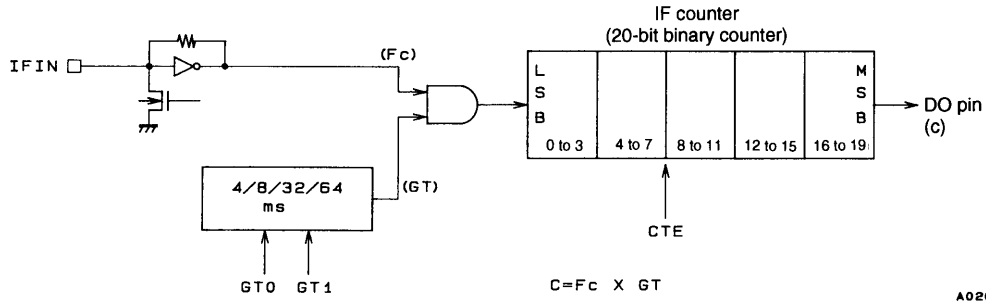 IF counter
(20-bit binary counter)
IFIN
(Fc)
L
S
B
M
S
B
DO pin
(c)
0 to 3
4 to 7
8 to 11
12 to 15
16 to 19
4/8/32/64
ms
(GT)
CTE
GT0 GT1
C=Fc X GT
A020